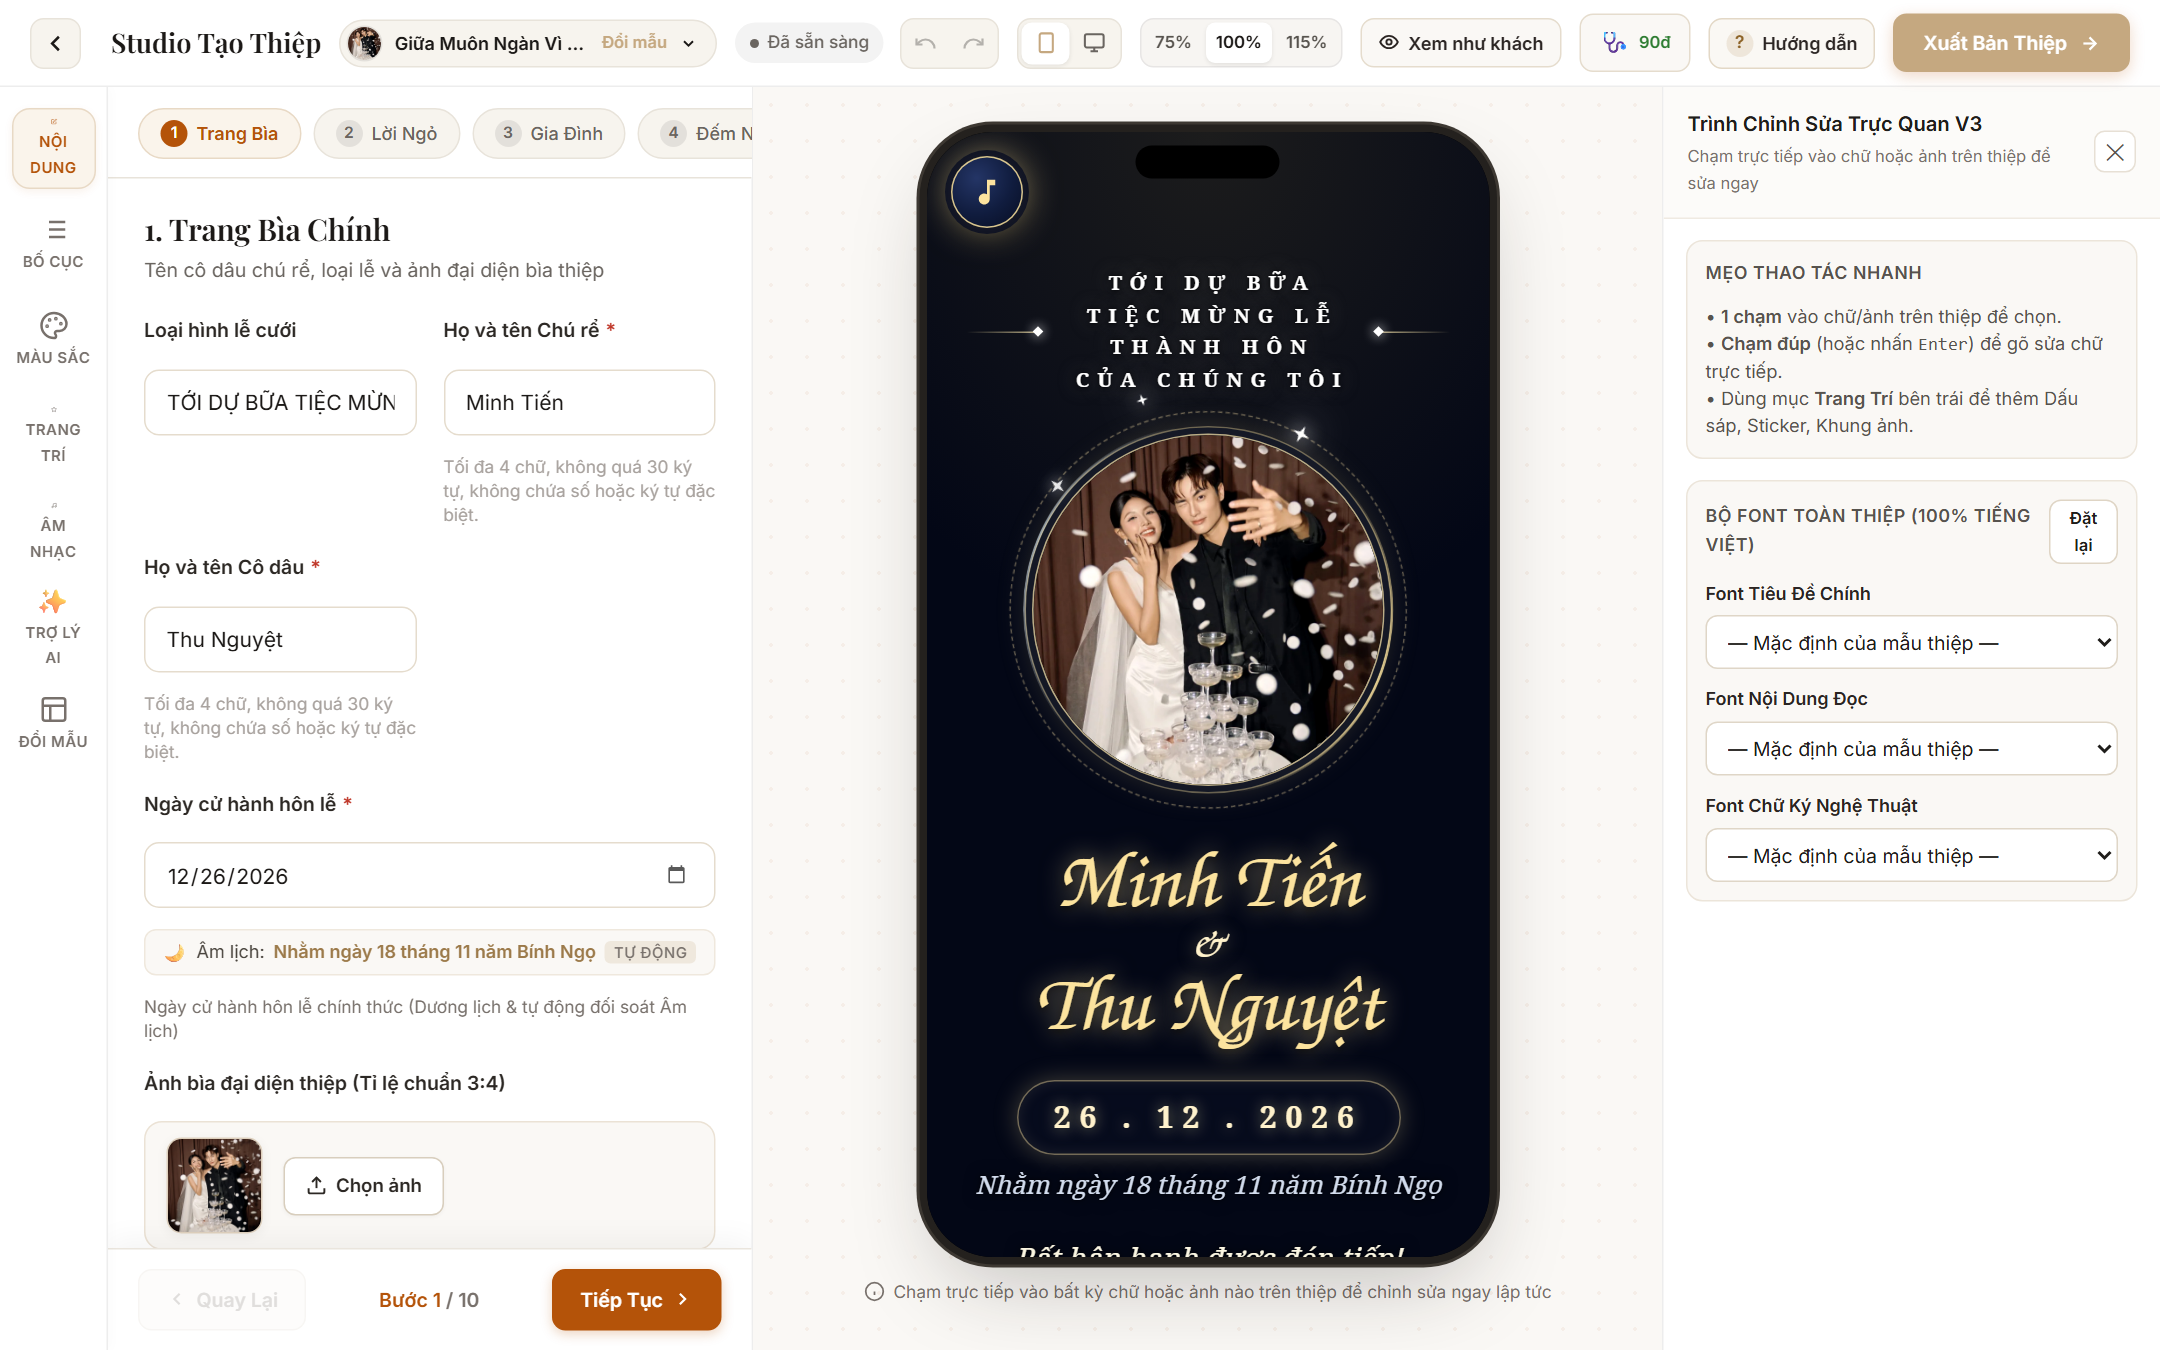 Studio Tạo Thiệp
Giữa Muôn Ngàn Vì ...
Đổi mẫu
Đã sẵn sàng
75%
100%
115%
Xem như khách
90đ
? Hướng dẫn
Xuất Bản Thiệp
NỘI
DUNG
BỐ CỤC
MÀU SẮC
TRANG
TRÍ
ÂM
NHẠC
TRỢ LÝ
AI
ĐỔI MẪU
1 Trang Bìa
2 Lời Ngỏ
3 Gia Đình
4 Đếm N
1. Trang Bìa Chính
Tên cô dâu chú rể, loại lễ và ảnh đại diện bìa thiệp
Loại hình lễ cưới
TỚI DỰ BỮA TIỆC MỪN
Họ và tên Chú rể *
Minh Tiến
Tối đa 4 chữ, không quá 30 ký
tự, không chứa số hoặc ký tự đặc
biệt.
Họ và tên Cô dâu *
Thu Nguyệt
Tối đa 4 chữ, không quá 30 ký
tự, không chứa số hoặc ký tự đặc
biệt.
Ngày cử hành hôn lễ *
12/26/2026
Âm lịch: Nhằm ngày 18 tháng 11 năm Bính Ngọ TỰ ĐỘNG
Ngày cử hành hôn lễ chính thức (Dương lịch & tự động đối soát Âm
lịch)
Ảnh bìa đại diện thiệp (Tỉ lệ chuẩn 3:4)
Chọn ảnh
Quay Lại
Bước 1 / 10
Tiếp Tục
TỚI DỰ BỮA
TIỆC MỪNG LỄ
THÀNH HÔN
CỦA CHÚNG TÔI
Minh Tiến
&
Thu Nguyệt
26 . 12 . 2026
Nhằm ngày 18 tháng 11 năm Bính Ngọ
Rất hân hạnh được đón tiếp!
Chạm trực tiếp vào bất kỳ chữ hoặc ảnh nào trên thiệp để chỉnh sửa ngay lập tức
Trình Chỉnh Sửa Trực Quan V3
Chạm trực tiếp vào chữ hoặc ảnh trên thiệp để
sửa ngay
MẸO THAO TÁC NHANH
• 1 chạm vào chữ/ảnh trên thiệp để chọn.
• Chạm đúp (hoặc nhấn Enter) để gõ sửa chữ
trực tiếp.
• Dùng mục Trang Trí bên trái để thêm Dấu
sáp, Sticker, Khung ảnh.
BỘ FONT TOÀN THIỆP (100% TIẾNG
VIỆT)
Đặt
lại
Font Tiêu Đề Chính
— Mặc định của mẫu thiệp —
Font Nội Dung Đọc
— Mặc định của mẫu thiệp —
Font Chữ Ký Nghệ Thuật
— Mặc định của mẫu thiệp —